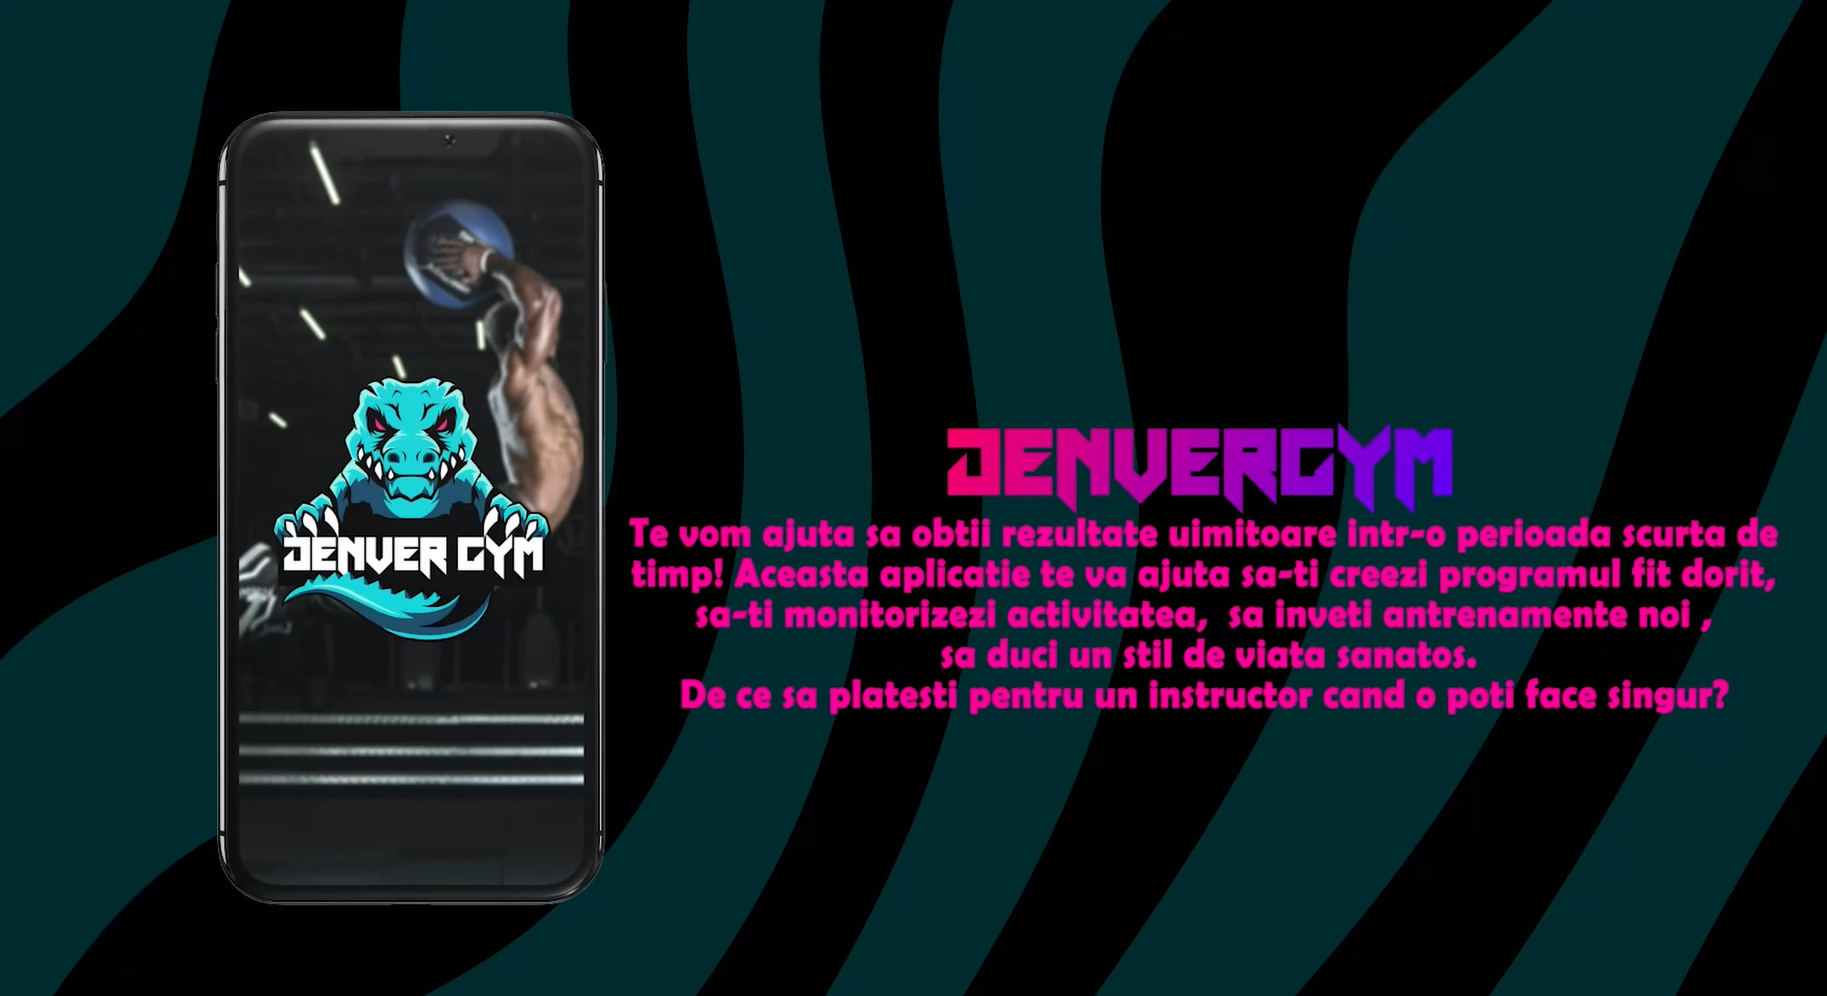 DENVER GYM
DENVERGYM
Te vom ajuta sa obtii rezultate uimitoare intr-o perioada scurta de
timp! Aceasta aplicatie te va ajuta sa-ti creezi programul fit dorit,
sa-ti monitorizezi activitatea, sa inveti antrenamente noi ,
sa duci un stil de viata sanatos.
De ce sa platesti pentru un instructor cand o poti face singur?